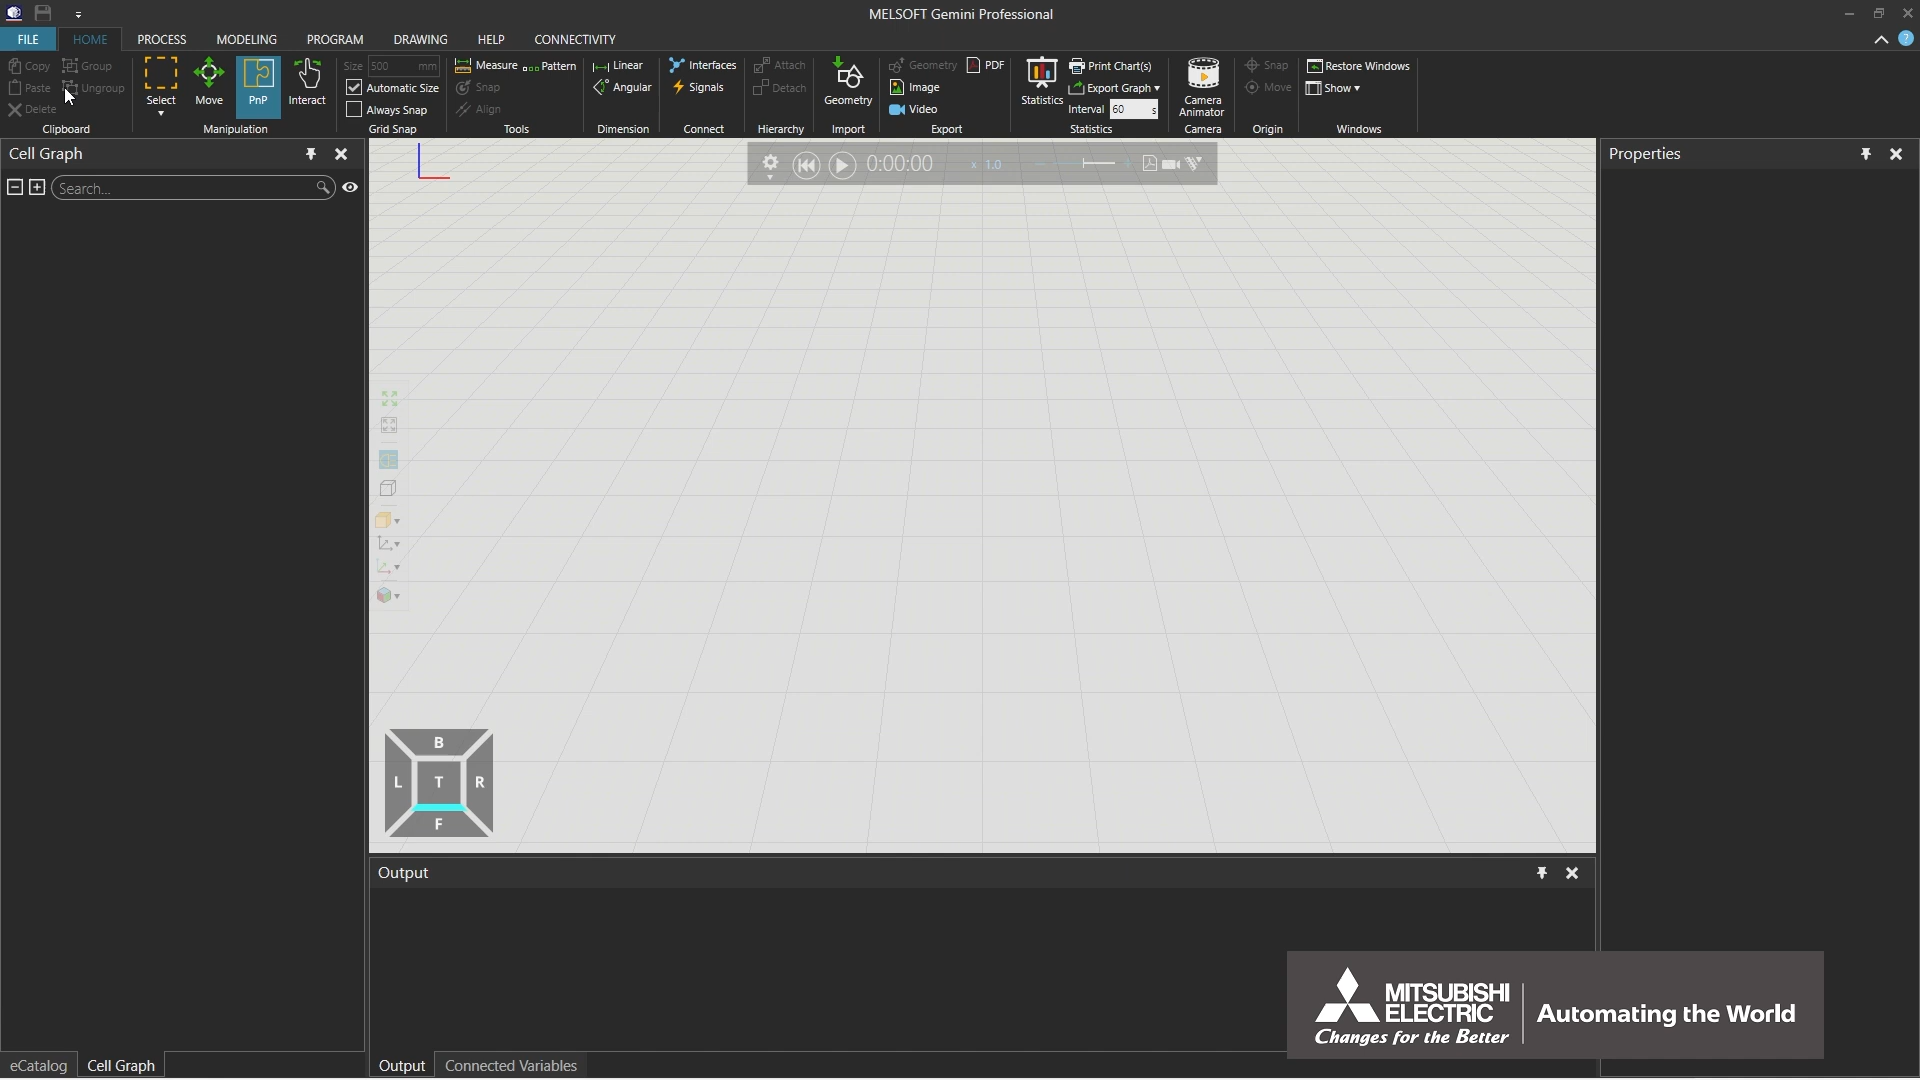 MELSOFT Gemini Professional
FILE HOME PROCESS MODELING PROGRAM DRAWING HELP CONNECTIVITY
Copy Group
Paste Ungroup
Delete
Clipboard
Select Move PnP Interact
Manipulation
Size 500 mm
Automatic Size
Always Snap
Grid Snap
Measure Pattern
Snap
Align
Tools
Linear
Angular
Dimension
Interfaces
Signals
Connect
Attach
Detach
Hierarchy
Geometry
Import
Geometry PDF
Image
Video
Export
Statistics
Print Chart(s)
Export Graph
Interval 60 s
Statistics
Camera
Animator
Camera
Snap
Move
Origin
Restore Windows
Show
Windows
Cell Graph
Search...
0:00:00 x 1.0
Properties
B
L T R
F
Output
MITSUBISHI
ELECTRIC
Changes for the Better
Automating the World
eCatalog Cell Graph
Output Connected Variables